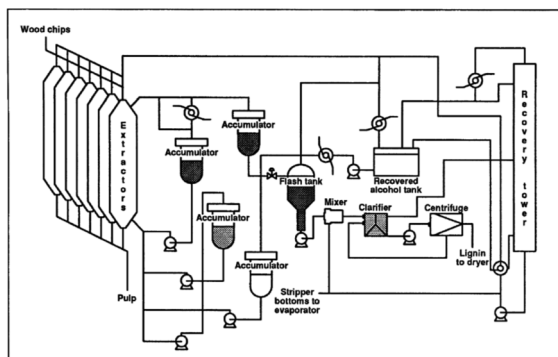 Wood chips
Extractors
Accumulator
Accumulator
Accumulator
Accumulator
Flash tank
Recovered
alcohol tank
Recovery tower
Mixer
Clarifier
Centrifuge
Lignin
to dryer
Stripper
bottoms to
evaporator
Pulp